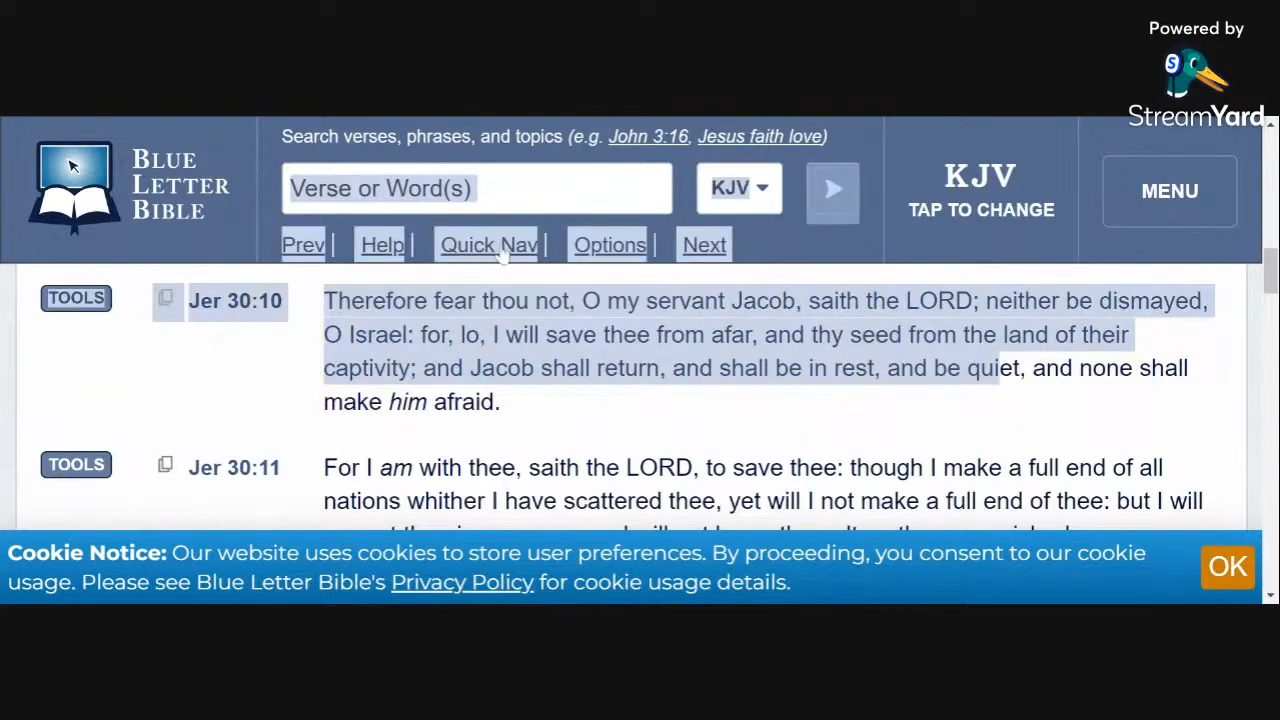 Powered by
StreamYard
Search verses, phrases, and topics (e.g. John 3:16, Jesus faith love)
BLUE
LETTER
BIBLE
Verse or Word(s)
KJV
KJV
TAP TO CHANGE
MENU
Prev | Help | Quick Nav | Options | Next
TOOLS Jer 30:10 Therefore fear thou not, O my servant Jacob, saith the LORD; neither be dismayed,
O Israel: for, lo, I will save thee from afar, and thy seed from the land of their
captivity; and Jacob shall return, and shall be in rest, and be quiet, and none shall
make him afraid.
TOOLS Jer 30:11 For I am with thee, saith the LORD, to save thee: though I make a full end of all
nations whither I have scattered thee, yet will I not make a full end of thee: but I will
Cookie Notice: Our website uses cookies to store user preferences. By proceeding, you consent to our cookie
usage. Please see Blue Letter Bible's Privacy Policy for cookie usage details.
OK